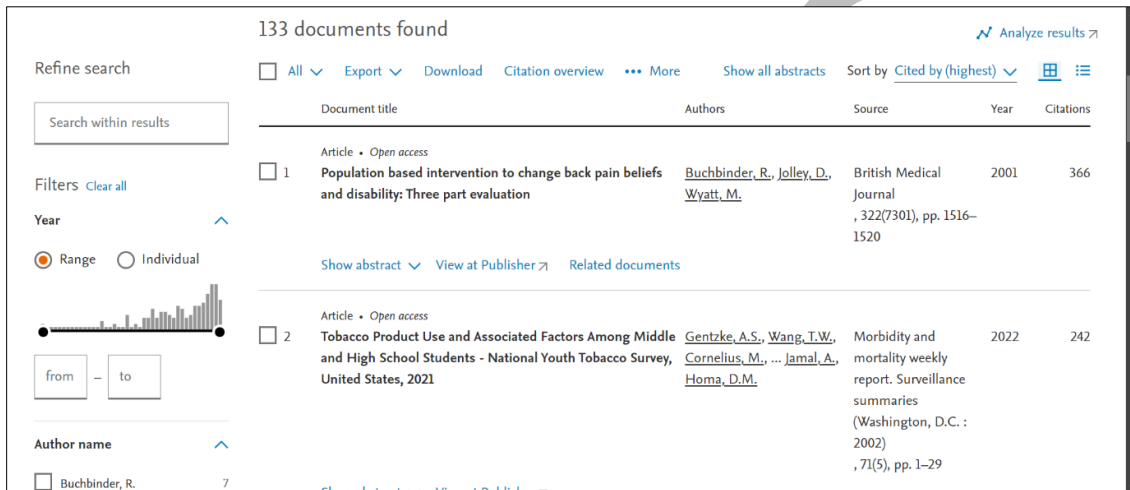 133 documents found
Analyze results
Refine search
All Export Download Citation overview ••• More Show all abstracts Sort by Cited by (highest)
Search within results
Document title Authors Source Year Citations
Filters Clear all
Year
Range Individual
from – to
Author name
Buchbinder, R. 7
Article • Open access
1 Population based intervention to change back pain beliefs Buchbinder, R., Jolley, D., British Medical 2001 366
and disability: Three part evaluation Wyatt, M. Journal
, 322(7301), pp. 1516–
1520
Show abstract View at Publisher Related documents
Article • Open access
2 Tobacco Product Use and Associated Factors Among Middle Gentzke, A.S., Wang, T.W., Morbidity and 2022 242
and High School Students - National Youth Tobacco Survey, Cornelius, M., ... Jamal, A., mortality weekly
United States, 2021 Homa, D.M. report. Surveillance
summaries
(Washington, D.C. :
2002)
, 71(5), pp. 1–29